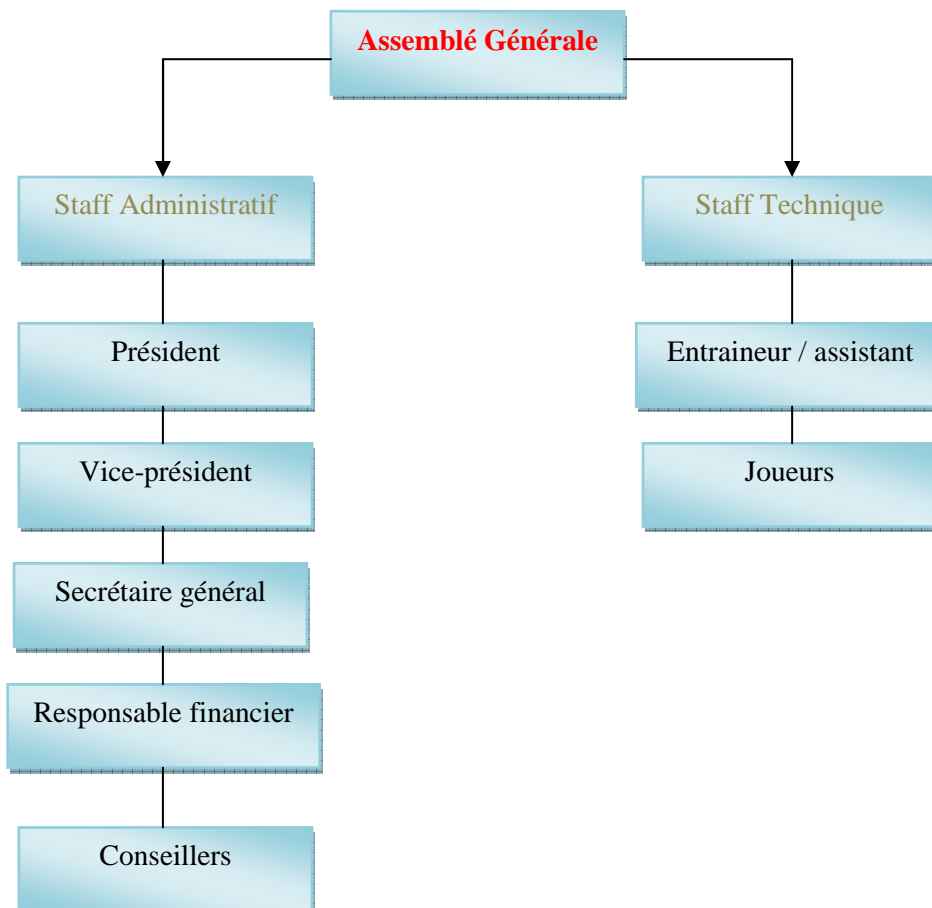 Assemblé Générale
Staff Administratif
Staff Technique
Président
Entraineur / assistant
Vice-président
Joueurs
Secrétaire général
Responsable financier
Conseillers